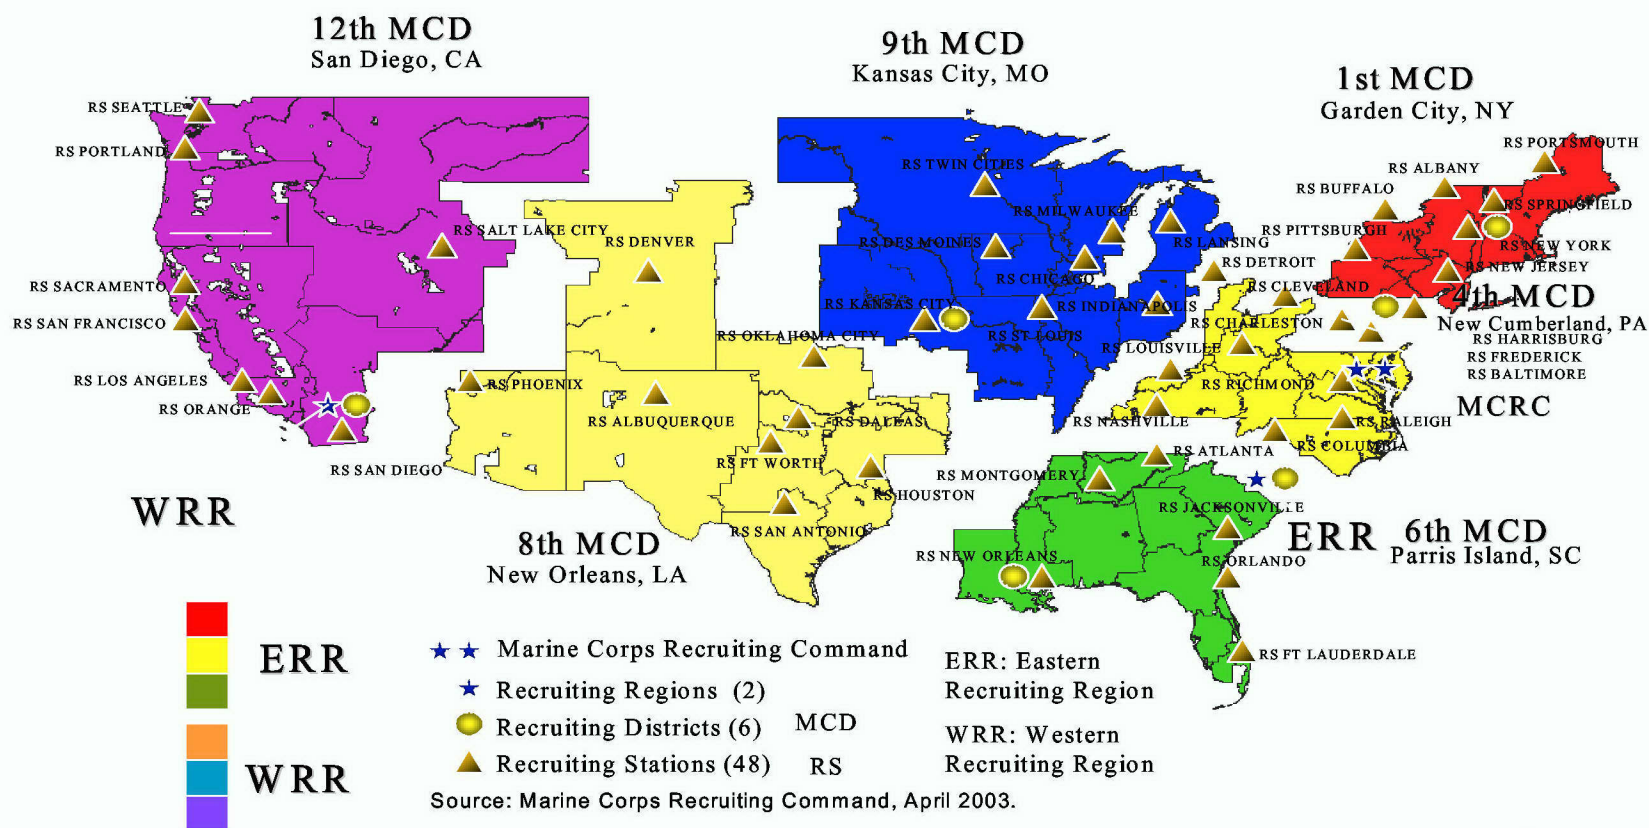 12th MCD
San Diego, CA
9th MCD
Kansas City, MO
1st MCD
Garden City, NY
RS SEATTLE
RS PORTLAND
RS SALT LAKE CITY
RS SACRAMENTO
RS SAN FRANCISCO
RS LOS ANGELES
RS ORANGE
RS SAN DIEGO
WRR
RS DENVER
RS OKLAHOMA CITY
RS PHOENIX
RS ALBUQUERQUE
RS DALLAS
RS FT WORTH
RS HOUSTON
RS SAN ANTONIO
8th MCD
New Orleans, LA
RS TWIN CITIES
RS MILWAUKEE
RS DES MOINES
RS LANSING
RS CHICAGO
RS DETROIT
RS KANSAS CITY
RS INDIANAPOLIS
RS ST LOUIS
RS PORTSMOUTH
RS ALBANY
RS BUFFALO
RS SPRINGFIELD
RS PITTSBURGH
RS NEW YORK
RS NEW JERSEY
RS CLEVELAND
4th MCD
New Cumberland, PA
RS CHARLESTON
RS HARRISBURG
RS LOUISVILLE
RS FREDERICK
RS BALTIMORE
RS RICHMOND
MCRC
RS NASHVILLE
RS RALEIGH
RS COLUMBIA
RS ATLANTA
RS MONTGOMERY
RS JACKSONVILLE
ERR
6th MCD
Parris Island, SC
RS NEW ORLEANS
RS ORLANDO
RS FT LAUDERDALE
ERR
WRR
Marine Corps Recruiting Command
Recruiting Regions (2)
Recruiting Districts (6) MCD
Recruiting Stations (48) RS
ERR: Eastern
Recruiting Region
WRR: Western
Recruiting Region
Source: Marine Corps Recruiting Command, April 2003.